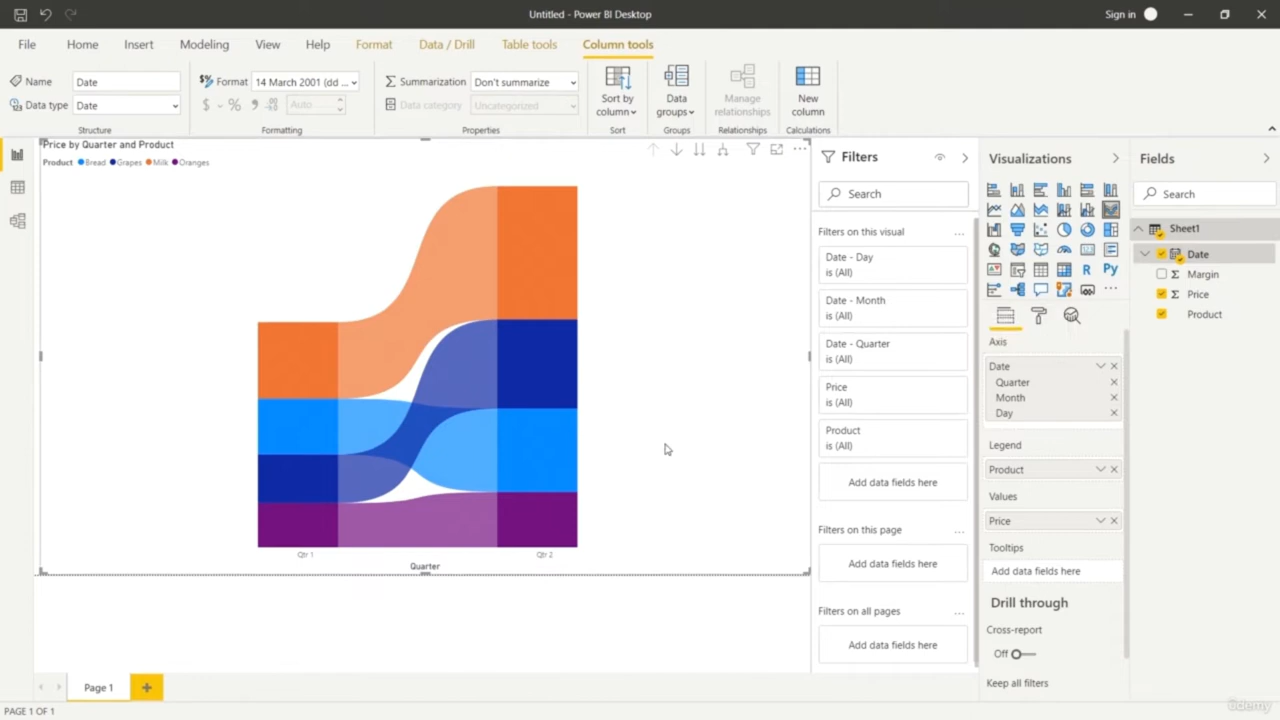 Untitled - Power BI Desktop
Sign in
File Home Insert Modeling View Help Format Data / Drill Table tools Column tools
Name Date
Data type Date
Structure
Format 14 March 2001 (dd ...
$ % Auto
Formatting
Summarization Don't summarize
Data category Uncategorized
Properties
Sort by column
Sort
Data groups
Groups
Manage relationships
Relationships
New column
Calculations
Price by Quarter and Product
Product Bread Grapes Milk Oranges
Qtr 1 Qtr 2
Quarter
Filters
Search
Filters on this visual ...
Date - Day
is (All)
Date - Month
is (All)
Date - Quarter
is (All)
Price
is (All)
Product
is (All)
Add data fields here
Filters on this page ...
Add data fields here
Filters on all pages ...
Add data fields here
Visualizations
R Py
...
Axis
Date
Quarter
Month
Day
Legend
Product
Values
Price
Tooltips
Add data fields here
Drill through
Cross-report
Off
Keep all filters
Fields
Search
Sheet1
Date
Σ Margin
Σ Price
Product
Page 1
PAGE 1 OF 1
ûdemy